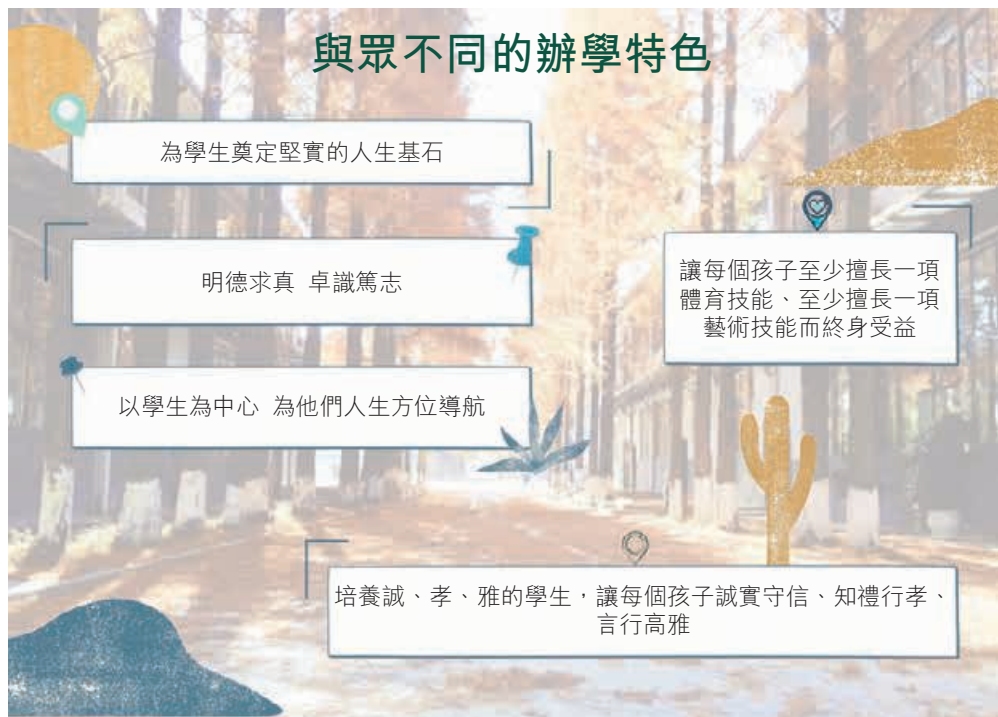 與眾不同的辦學特色
為學生奠定堅實的人生基石
明德求真 卓識篤志
以學生為中心 為他們人生方位導航
讓每個孩子至少擅長一項
體育技能、至少擅長一項
藝術技能而終身受益
培養誠、孝、雅的學生，讓每個孩子誠實守信、知禮行孝、
言行高雅